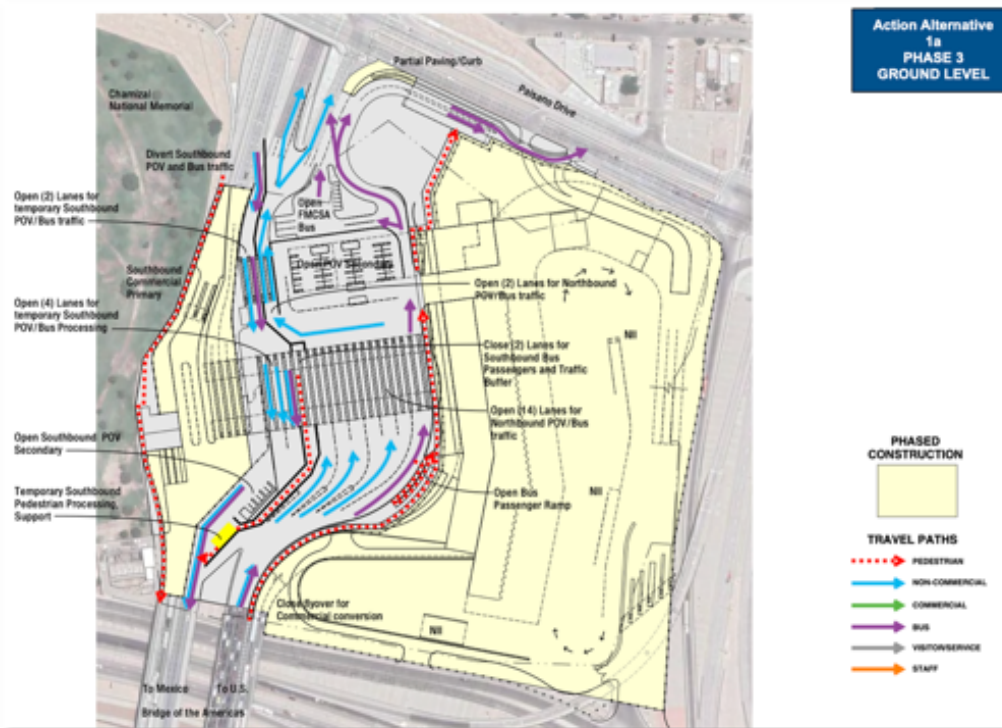 Action Alternative
1a
PHASE 3
GROUND LEVEL
Partial Paving/Curb
Chamizal
National Memorial
Paisano Drive
Divert Southbound
POV and Bus traffic
Open (2) Lanes for
temporary Southbound
POV/Bus traffic
Open
FMCSA
Bus
Open POV Secondary
Southbound
Commercial
Primary
Open (2) Lanes for Northbound
POV/Bus traffic
Open (4) Lanes for
temporary Southbound
POV/Bus Processing
NII
Close (2) Lanes for
Southbound Bus
Passengers and Traffic
Buffer
Open (14) Lanes for
Northbound POV/Bus
traffic
Open Southbound POV
Secondary
Temporary Southbound
Pedestrian Processing,
Support
Open Bus
Passenger Ramp
NII
Close flyover for
Commercial conversion
NII
To Mexico
To U.S.
Bridge of the Americas
PHASED
CONSTRUCTION
TRAVEL PATHS
PEDESTRIAN
NON-COMMERCIAL
COMMERCIAL
BUS
VISITOR/SERVICE
STAFF